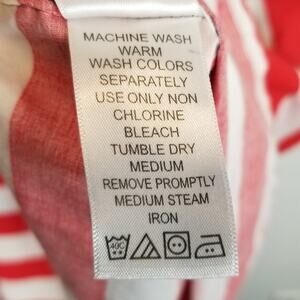 MACHINE WASH
WARM
WASH COLORS
SEPARATELY
USE ONLY NON
CHLORINE
BLEACH
TUMBLE DRY
MEDIUM
REMOVE PROMPTLY
MEDIUM STEAM
IRON
40C